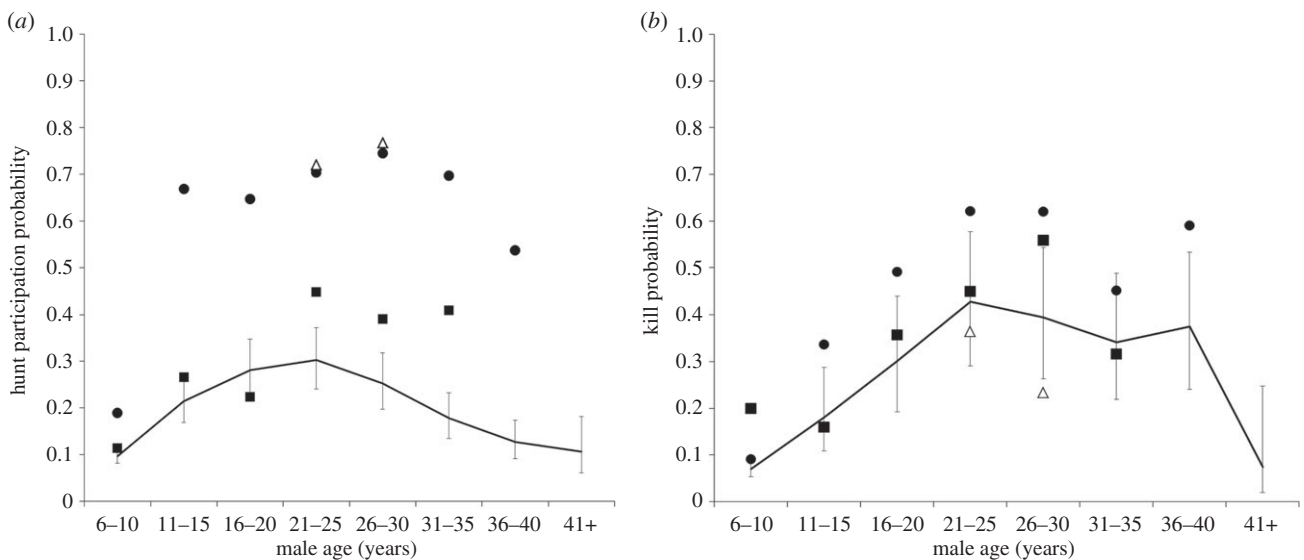 (a)
1.0
0.9
0.8
0.7
0.6
0.5
0.4
0.3
0.2
0.1
0
hunt participation probability
6–10 11–15 16–20 21–25 26–30 31–35 36–40 41+
male age (years)
(b)
1.0
0.9
0.8
0.7
0.6
0.5
0.4
0.3
0.2
0.1
0
kill probability
6–10 11–15 16–20 21–25 26–30 31–35 36–40 41+
male age (years)